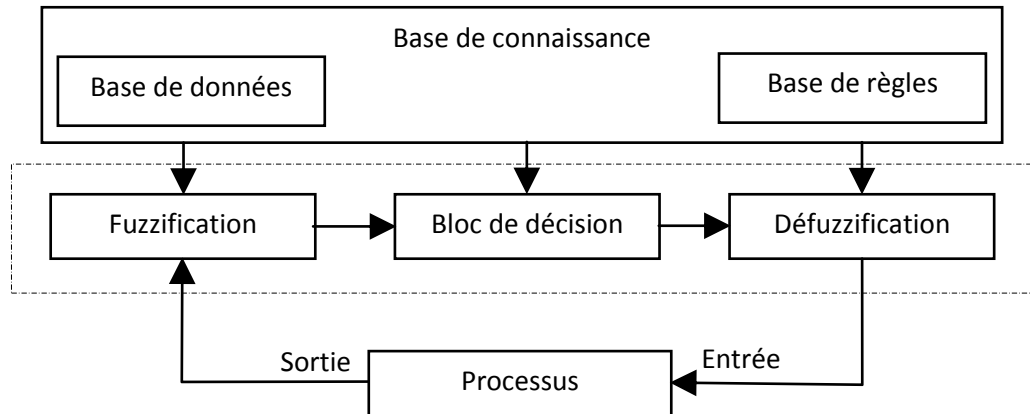 Base de connaissance
Base de données
Base de règles
Fuzzification
Bloc de décision
Défuzzification
Sortie
Entrée
Processus